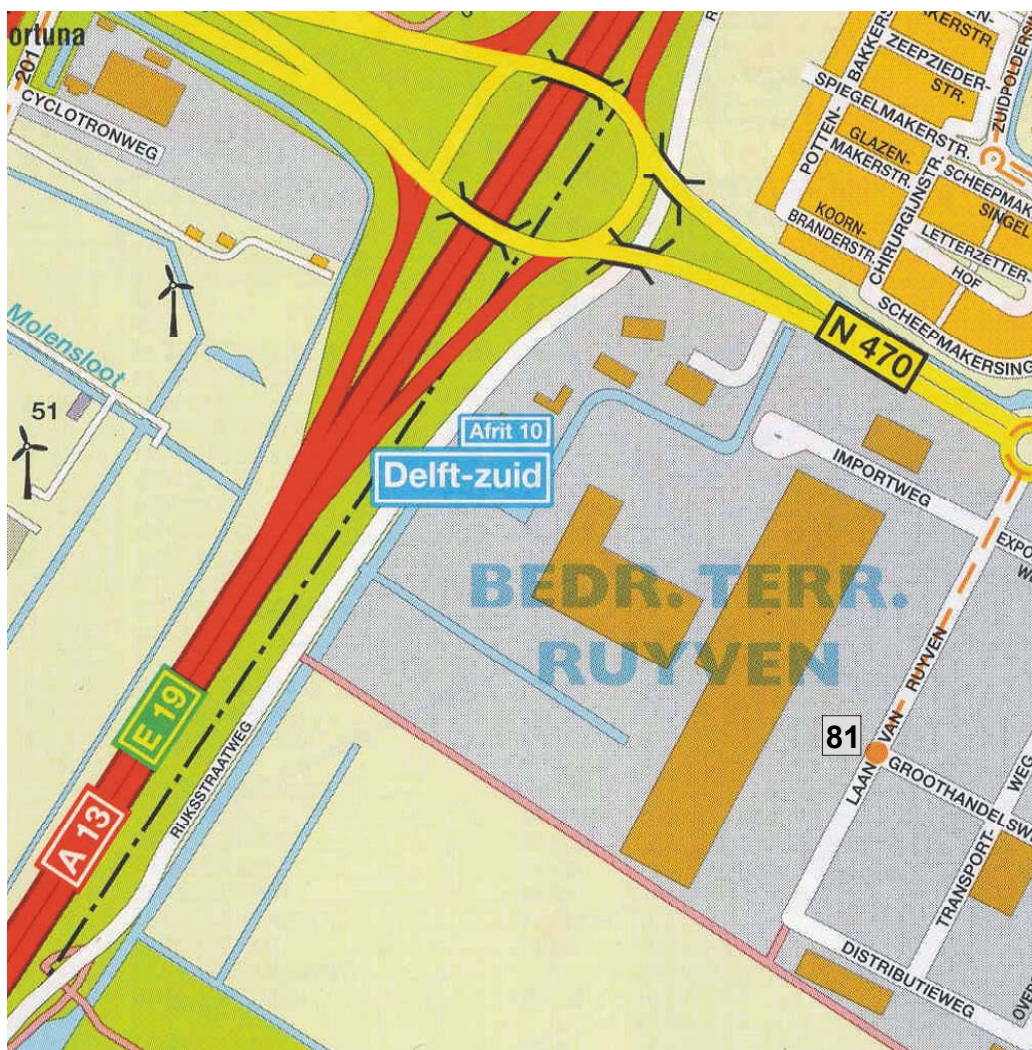 ortuna
201
CYCLOTRONWEG
BAKKERS
AKERSTR.
ZEEPZIEDER-
STR.
ZUIDPOLDERS
SPIEGELMAKERSTR.
POTTEN-
GLAZEN-
MAKERSTR.
CHIRURGIJNSTR.
SCHEEPMAK
SINGEL
KOORN-
BRANDERSTR.
LETTERZETTER
HOF
SCHEEPMAKERSING
N 470
Molensloot
51
Afrit 10
Delft-zuid
IMPORTWEG
EXPO
W
BEDR. TERR.
RUYVEN
LAAN VAN RUYVEN
81
GROOTHANDELSW
E 19
A 13
RIJKSSTRAATWEG
TRANSPORT-
WEG
DISTRIBUTIEWEG
OVER